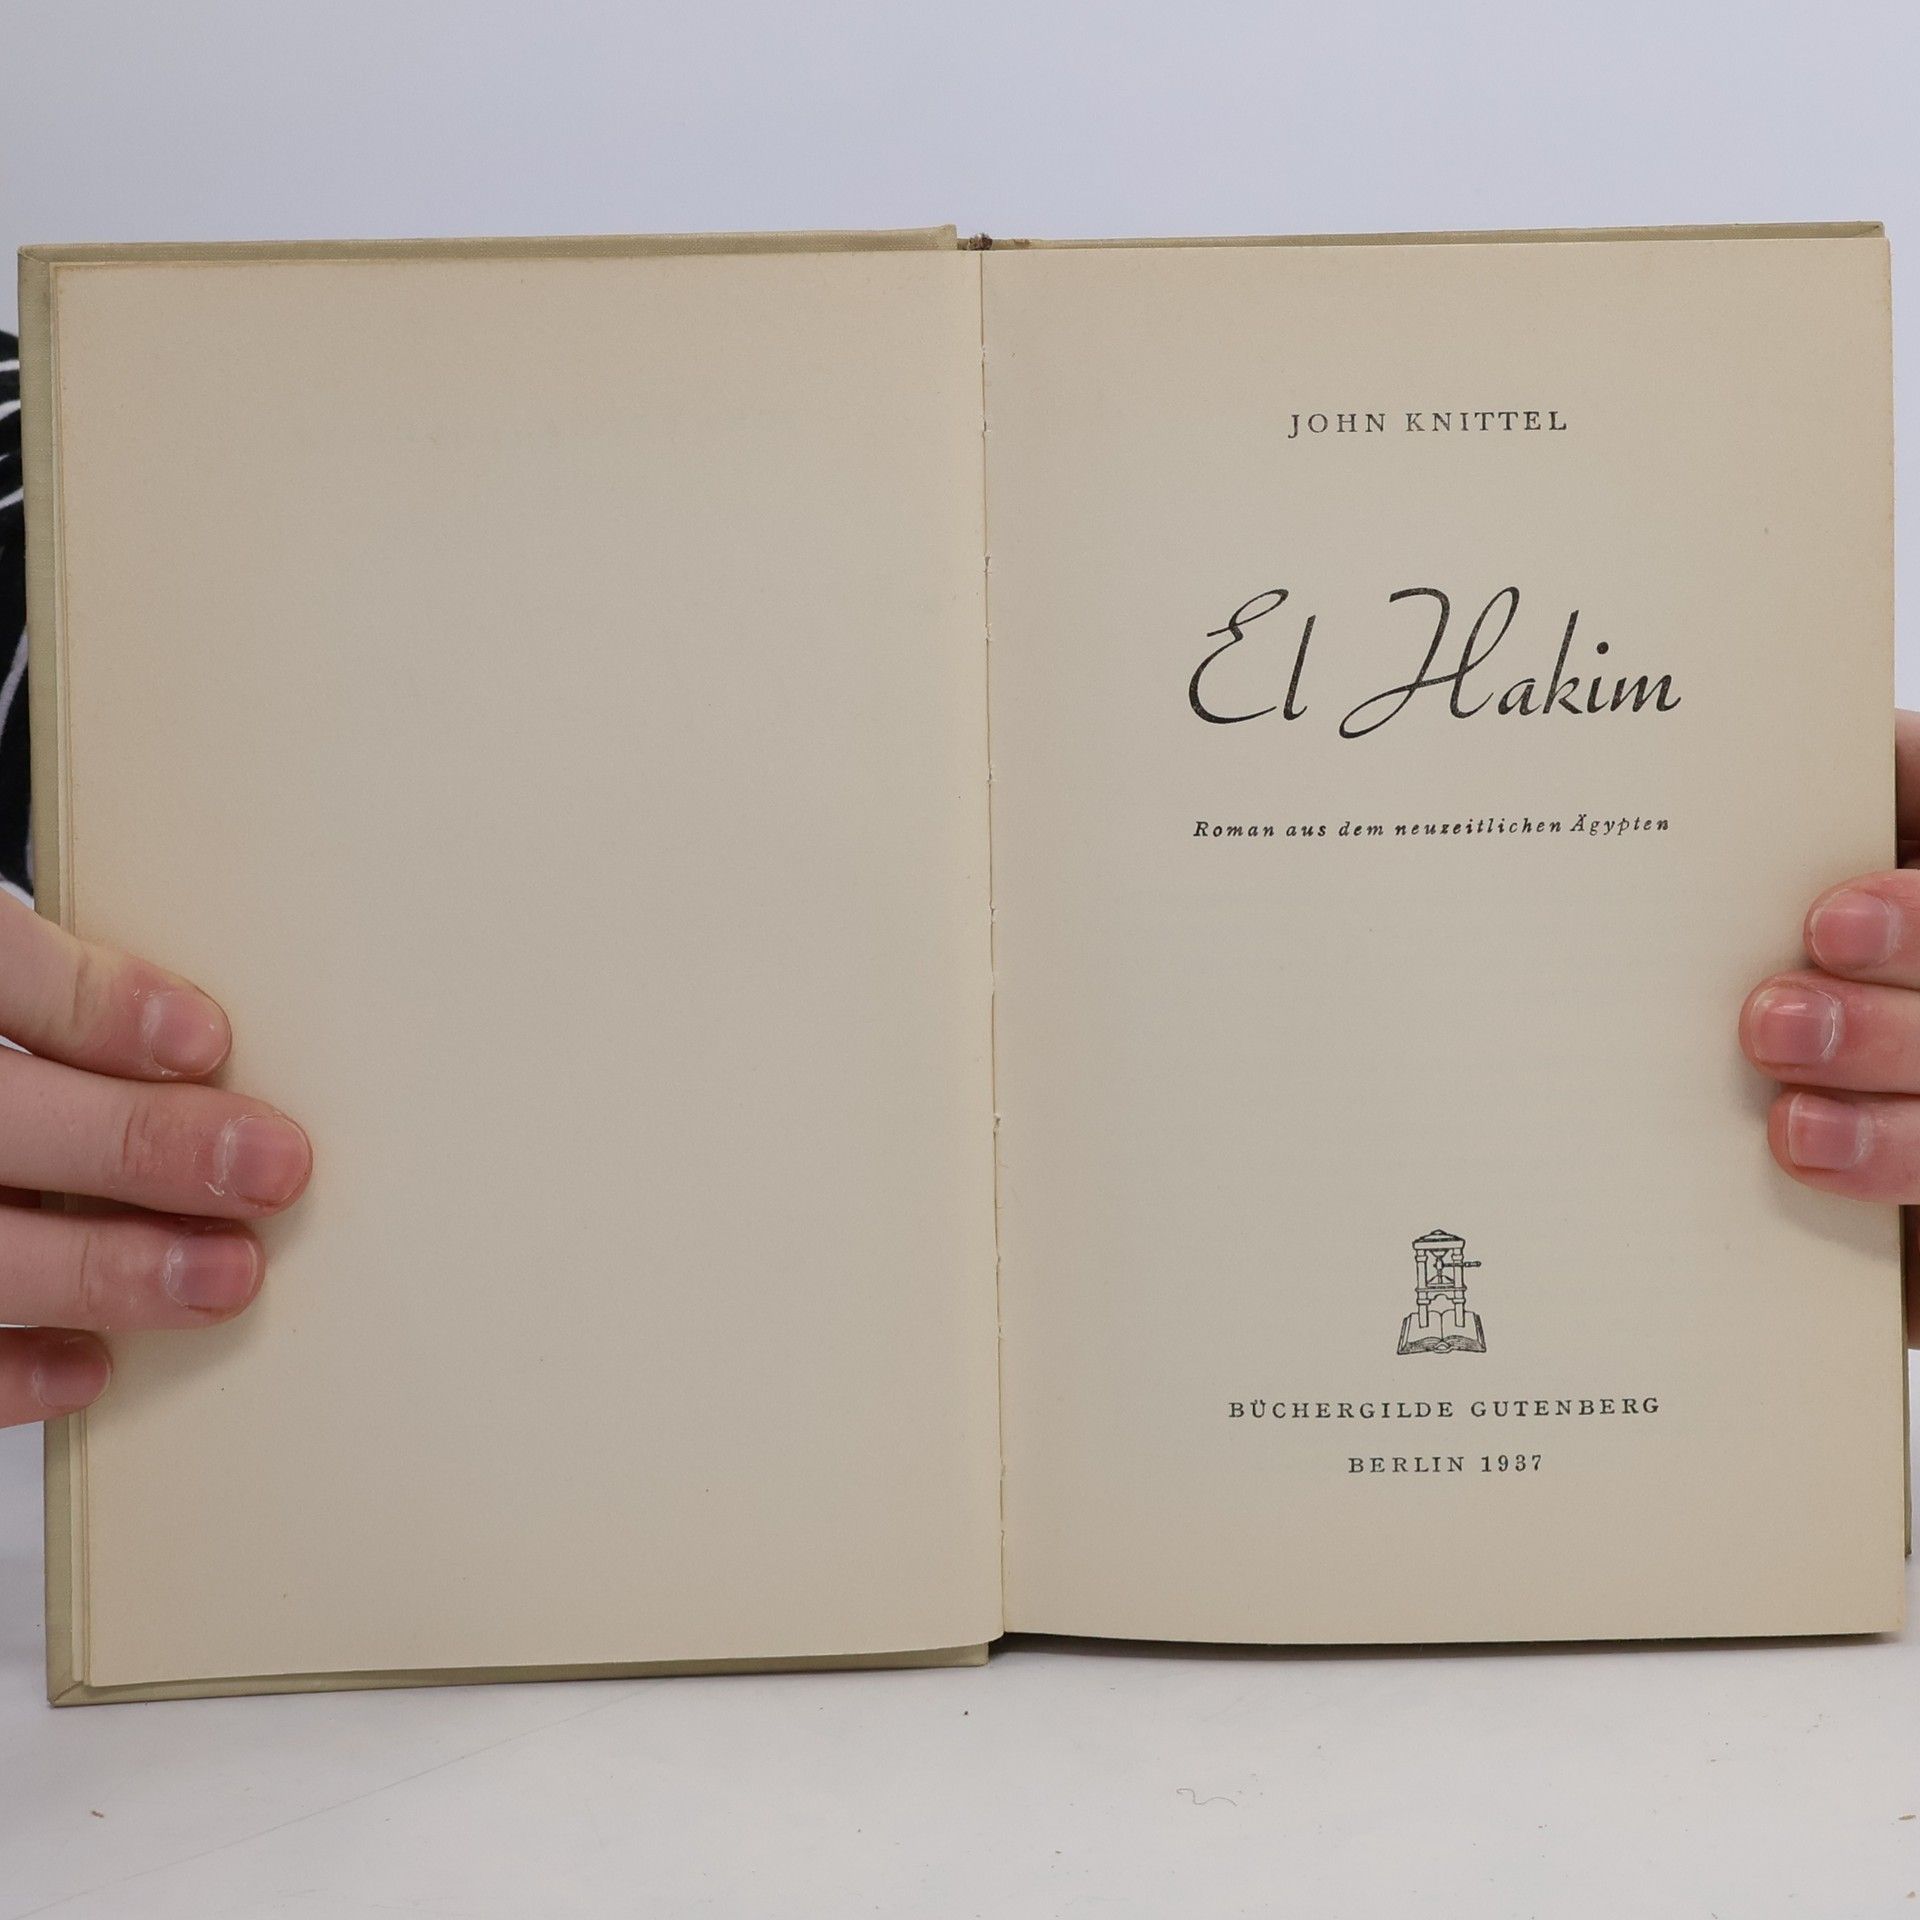 JOHN KNITTEL
El Hakim
Roman aus dem neuzeitlichen Ägypten
BÜCHERGILDE GUTENBERG
BERLIN 1937